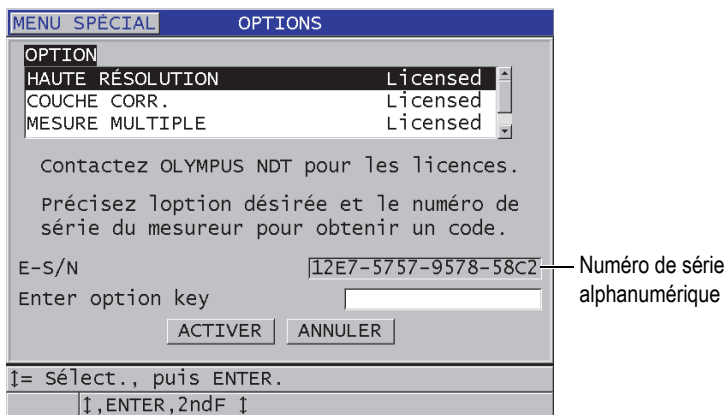 MENU SPÉCIAL OPTIONS
OPTION
HAUTE RÉSOLUTION Licensed
COUCHE CORR. Licensed
MESURE MULTIPLE Licensed
Contactez OLYMPUS NDT pour les licences.
Précisez loption désirée et le numéro de
série du mesureur pour obtenir un code.
E-S/N 12E7-5757-9578-58C2
Numéro de série
alphanumérique
Enter option key
ACTIVER ANNULER
↕= Sélect., puis ENTER.
↕,ENTER,2ndF ↕